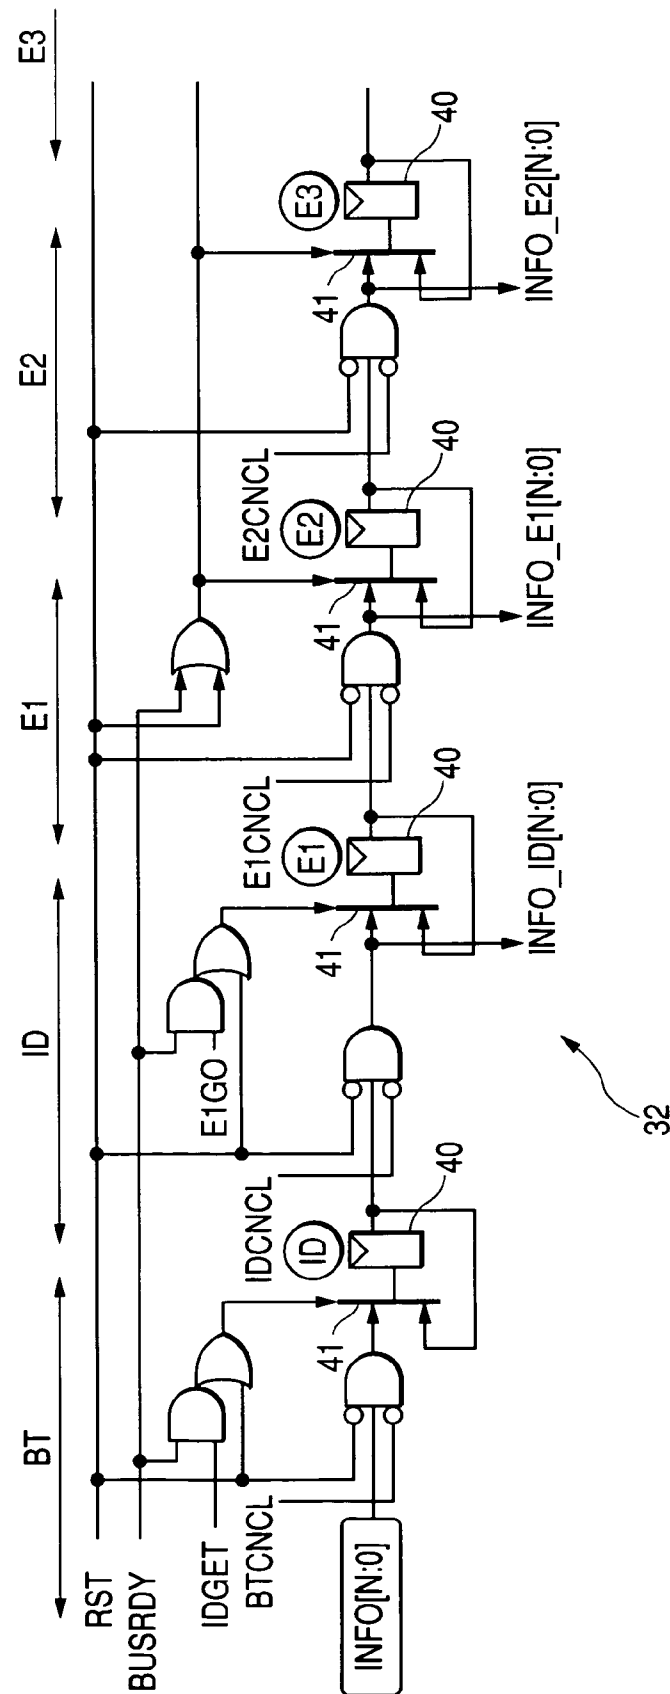 BT
ID
E1
E2
E3
RST
BUSRDY
IDGET
BTCNCL
INFO[N:0]
41
ID
40
IDCNCL
E1GO
41
E1
40
E1CNCL
41
E2
40
E2CNCL
41
E3
40
INFO_ID[N:0]
INFO_E1[N:0]
INFO_E2[N:0]
32